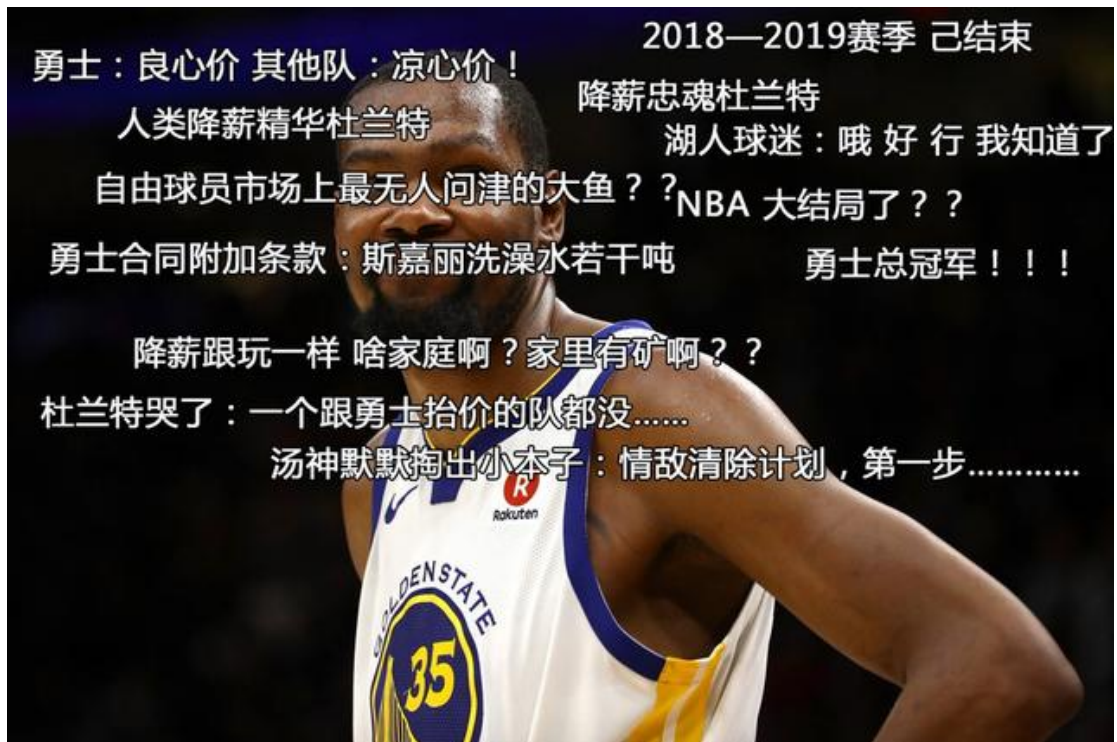 2018—2019赛季 己结束
勇士：良心价 其他队：凉心价！
降薪忠魂杜兰特
人类降薪精华杜兰特
湖人球迷：哦 好 行 我知道了
自由球员市场上最无人问津的大鱼？？
NBA 大结局了？？
勇士合同附加条款：斯嘉丽洗澡水若干吨
勇士总冠军！！！
降薪跟玩一样 啥家庭啊？家里有矿啊？？
杜兰特哭了：一个跟勇士抬价的队都没……
汤神默默掏出小本子：情敌清除计划，第一步…………
R
Rakuten
GOLDEN STATE
35